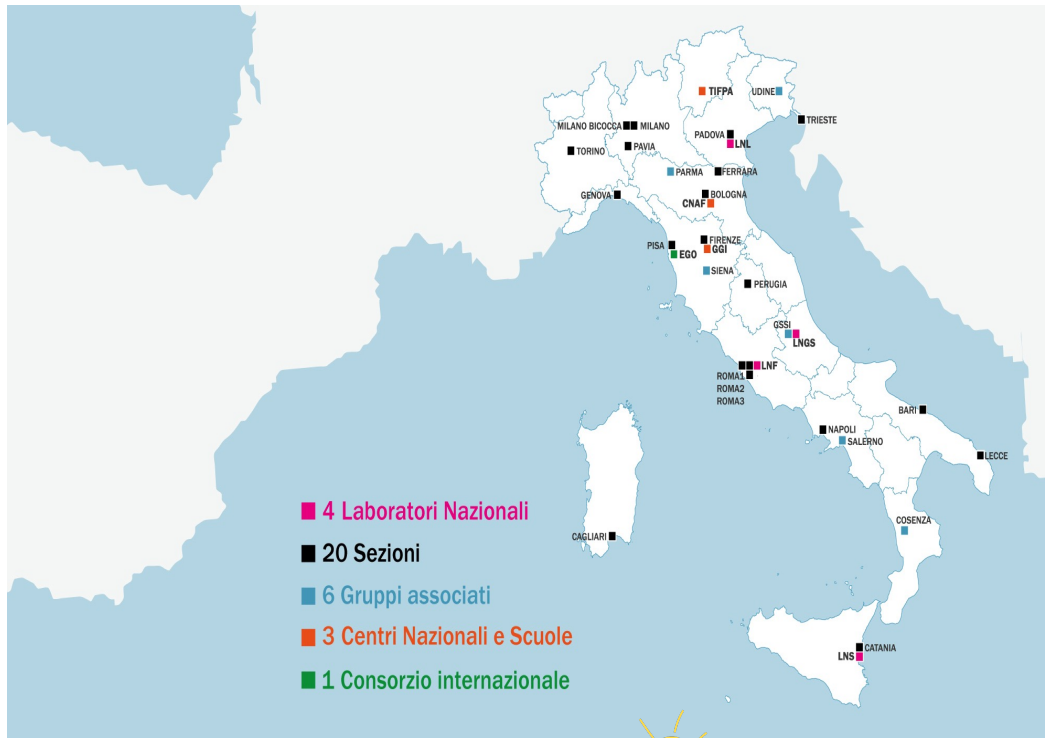 TIFPA
UDINE
TRIESTE
MILANO BICOCCA
MILANO
PADOVA
LNL
TORINO
PAVIA
PARMA
FERRARA
GENOVA
BOLOGNA
CNAF
PISA
FIRENZE
GGI
EGO
SIENA
PERUGIA
GSSI
LNGS
LNF
ROMA1
ROMA2
ROMA3
BARI
NAPOLI
SALERNO
LECCE
COSENZA
CAGLIARI
CATANIA
LNS
4 Laboratori Nazionali
20 Sezioni
6 Gruppi associati
3 Centri Nazionali e Scuole
1 Consorzio internazionale